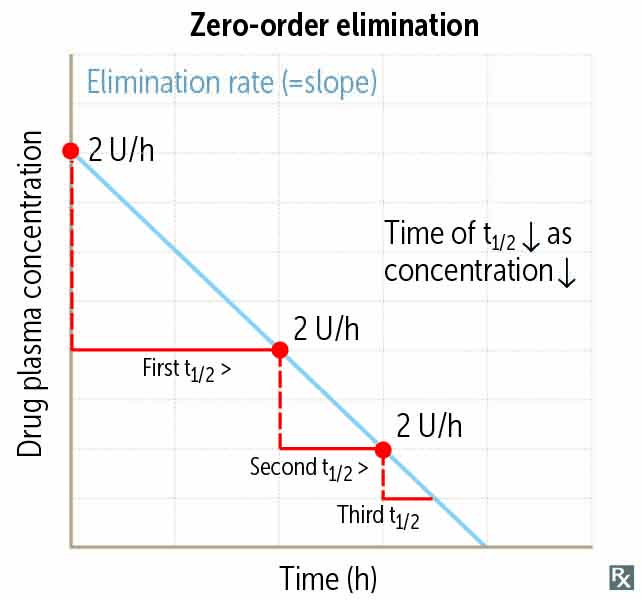 Zero-order elimination
Elimination rate (=slope)
2 U/h
Time of t1/2 ↓ as
concentration ↓
2 U/h
First t1/2 >
2 U/h
Second t1/2 >
Third t1/2
Drug plasma concentration
Time (h)
Rx